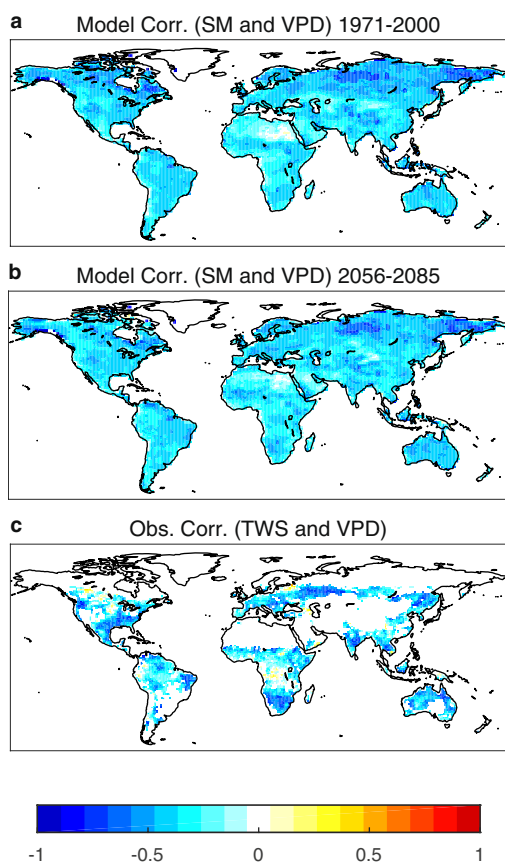 a
Model Corr. (SM and VPD) 1971-2000
b
Model Corr. (SM and VPD) 2056-2085
c
Obs. Corr. (TWS and VPD)
-1 -0.5 0 0.5 1